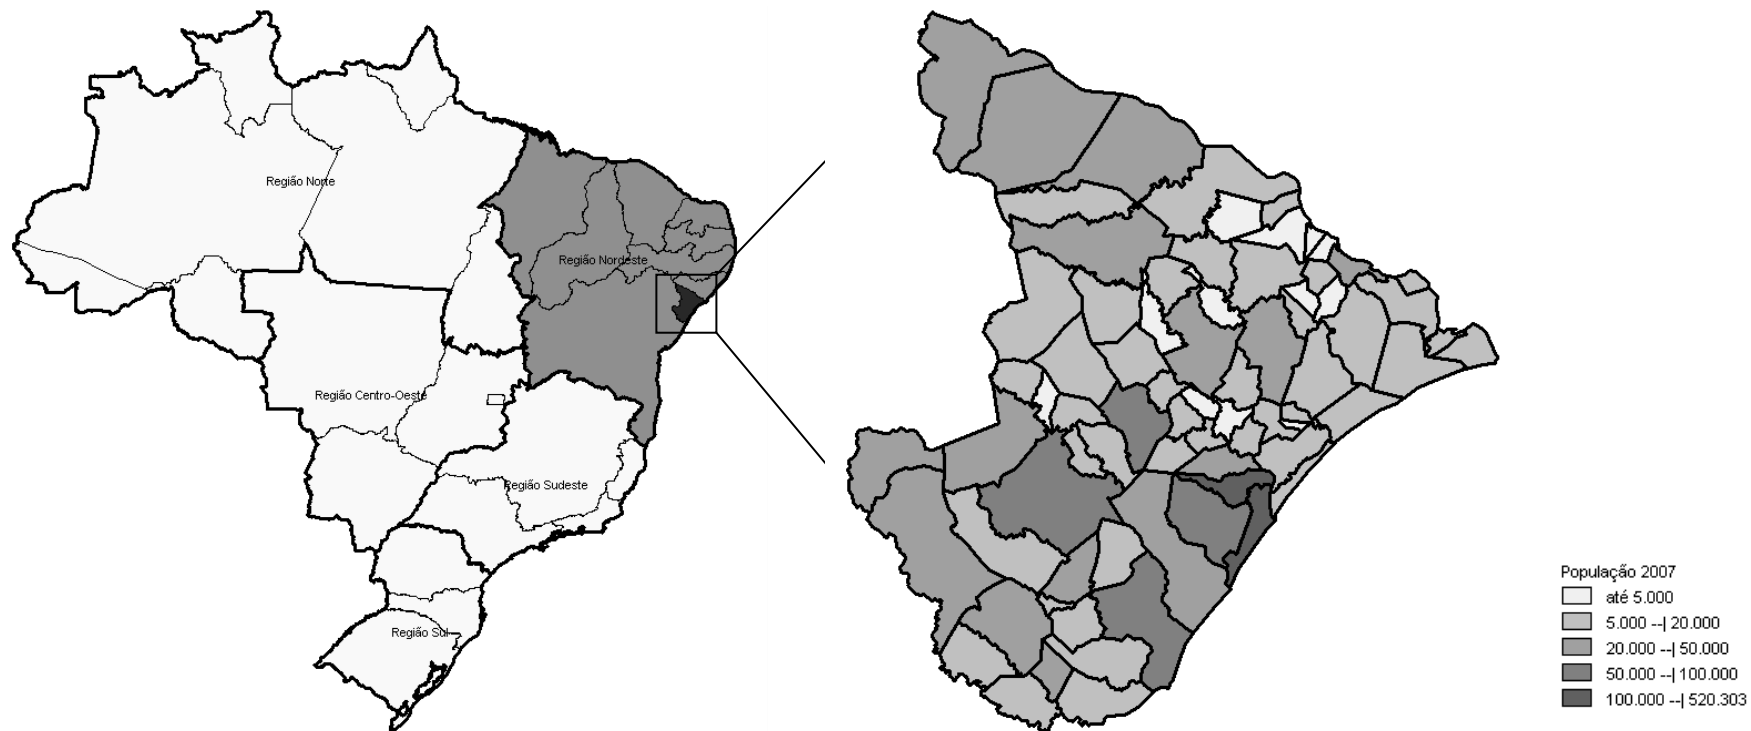 Região Norte
Região Nordeste
Região Centro-Oeste
Região Sudeste
Região Sul
População 2007
até 5.000
5.000 --| 20.000
20.000 --| 50.000
50.000 --| 100.000
100.000 --| 520.303